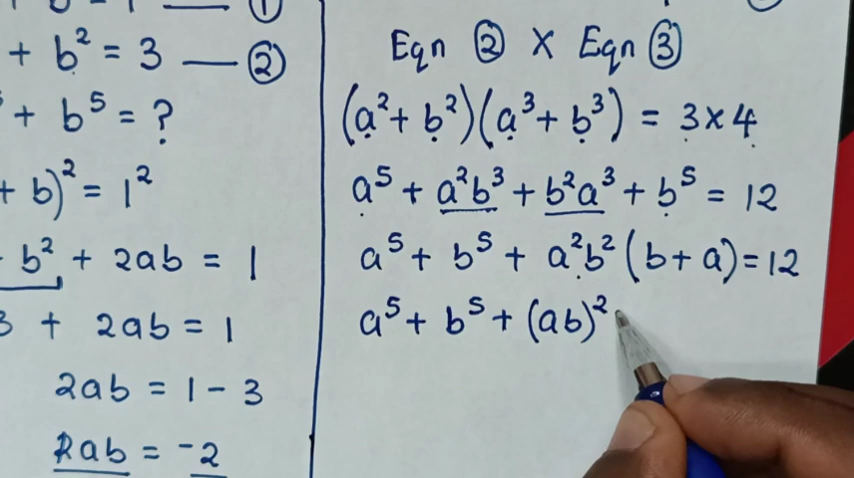 + b² = 3 — ②
+ b⁵ = ?
+ b)² = 1²
b² + 2ab = 1
3 + 2ab = 1
2ab = 1 - 3
2ab = -2
Eqn ② × Eqn ③
(a² + b²)(a³ + b³) = 3 × 4
a⁵ + a²b³ + b²a³ + b⁵ = 12
a⁵ + b⁵ + a²b²(b + a) = 12
a⁵ + b⁵ + (ab)²